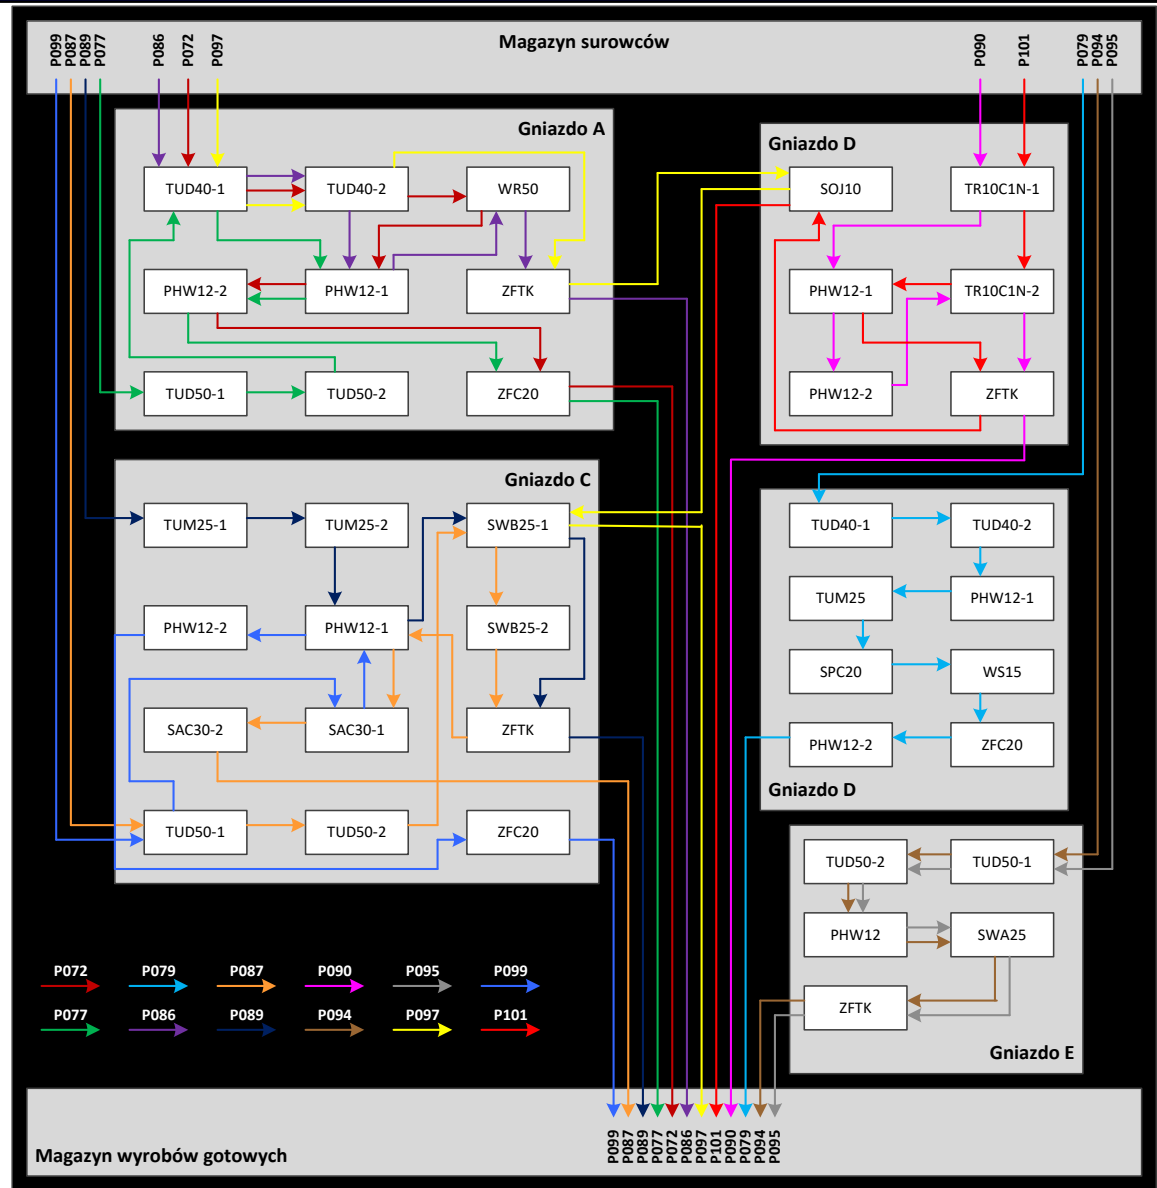 Magazyn surowców
P099
P087
P089
P077
P086
P072
P097
P090
P101
P079
P094
P095
Gniazdo A
TUD40-1
TUD40-2
WR50
PHW12-2
PHW12-1
ZFTK
TUD50-1
TUD50-2
ZFC20
Gniazdo D
SOJ10
TR10C1N-1
PHW12-1
TR10C1N-2
PHW12-2
ZFTK
Gniazdo C
TUM25-1
TUM25-2
SWB25-1
PHW12-2
PHW12-1
SWB25-2
SAC30-2
SAC30-1
ZFTK
TUD50-1
TUD50-2
ZFC20
TUD40-1
TUD40-2
TUM25
PHW12-1
SPC20
WS15
PHW12-2
ZFC20
Gniazdo D
TUD50-2
TUD50-1
PHW12
SWA25
ZFTK
Gniazdo E
P072
P079
P087
P090
P095
P099
P077
P086
P089
P094
P097
P101
P099
P087
P089
P077
P072
P086
P097
P101
P090
P079
P094
P095
Magazyn wyrobów gotowych